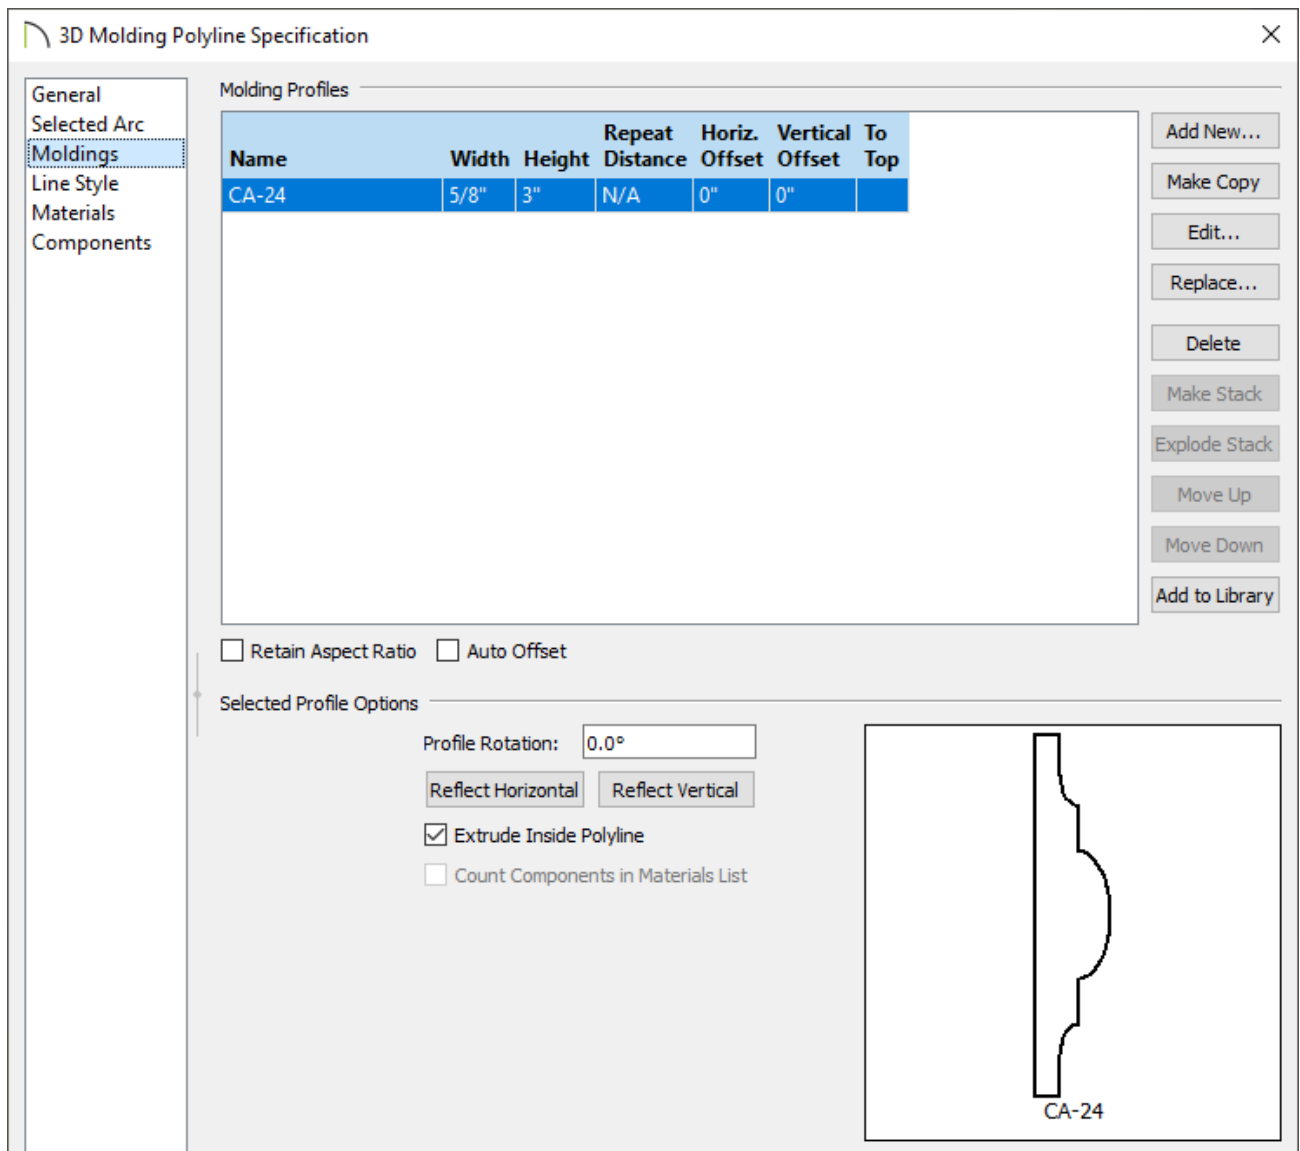 3D Molding Polyline Specification
General
Selected Arc
Moldings
Line Style
Materials
Components
Molding Profiles
Name Width Height Repeat Distance Horiz. Offset Vertical Offset To Top
CA-24 5/8" 3" N/A 0" 0"
Add New...
Make Copy
Edit...
Replace...
Delete
Make Stack
Explode Stack
Move Up
Move Down
Add to Library
Retain Aspect Ratio Auto Offset
Selected Profile Options
Profile Rotation: 0.0°
Reflect Horizontal Reflect Vertical
Extrude Inside Polyline
Count Components in Materials List
CA-24